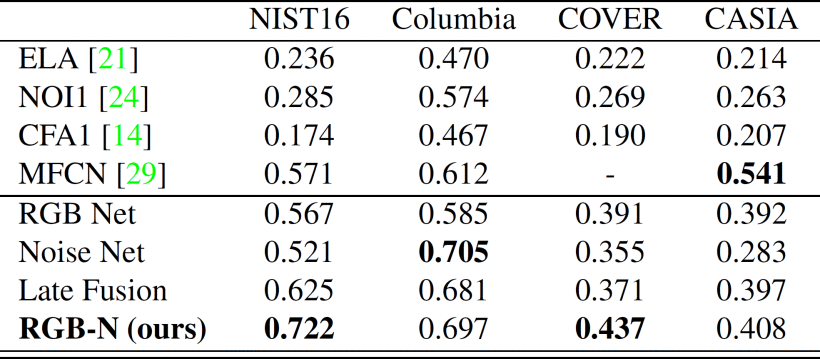 NIST16 Columbia COVER CASIA
ELA [21] 0.236 0.470 0.222 0.214
NOI1 [24] 0.285 0.574 0.269 0.263
CFA1 [14] 0.174 0.467 0.190 0.207
MFCN [29] 0.571 0.612 - 0.541
RGB Net 0.567 0.585 0.391 0.392
Noise Net 0.521 0.705 0.355 0.283
Late Fusion 0.625 0.681 0.371 0.397
RGB-N (ours) 0.722 0.697 0.437 0.408